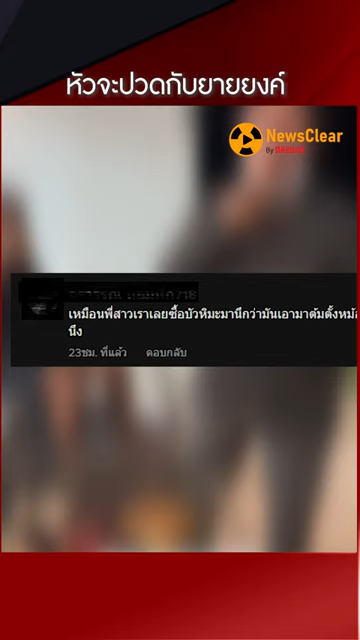 หัวจะปวดกับยายยงค์
NewsClear
By
เหมือนพี่สาวเราเลยซื้อบัวหิมะมานึกว่ามันเอามาต้มตั้งหม้อ
นึง
23ชม. ที่แล้ว ตอบกลับ